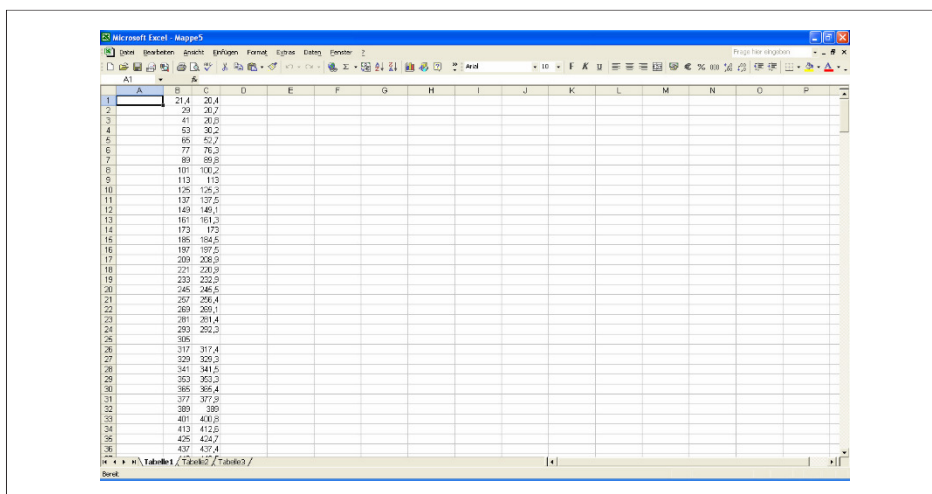 Microsoft Excel - Mappe5
Datei Bearbeiten Ansicht Einfügen Format Extras Daten Fenster ? Frage hier eingeben
Arial 10 F K U € % 000
A1 fx
A B C D E F G H I J K L M N O P
1 21,4 20,4
2 29 20,7
3 41 20,8
4 53 30,2
5 65 52,7
6 77 76,3
7 89 89,8
8 101 100,2
9 113 113
10 125 125,3
11 137 137,5
12 149 149,1
13 161 161,3
14 173 173
15 185 184,5
16 197 197,5
17 209 208,9
18 221 220,9
19 233 232,9
20 245 245,5
21 257 256,4
22 269 269,1
23 281 281,4
24 293 292,3
25 305
26 317 317,4
27 329 329,3
28 341 341,5
29 353 353,3
30 365 365,4
31 377 377,9
32 389 389
33 401 400,8
34 413 412,6
35 425 424,7
36 437 437,4
Tabelle1 Tabelle2 Tabelle3
Bereit